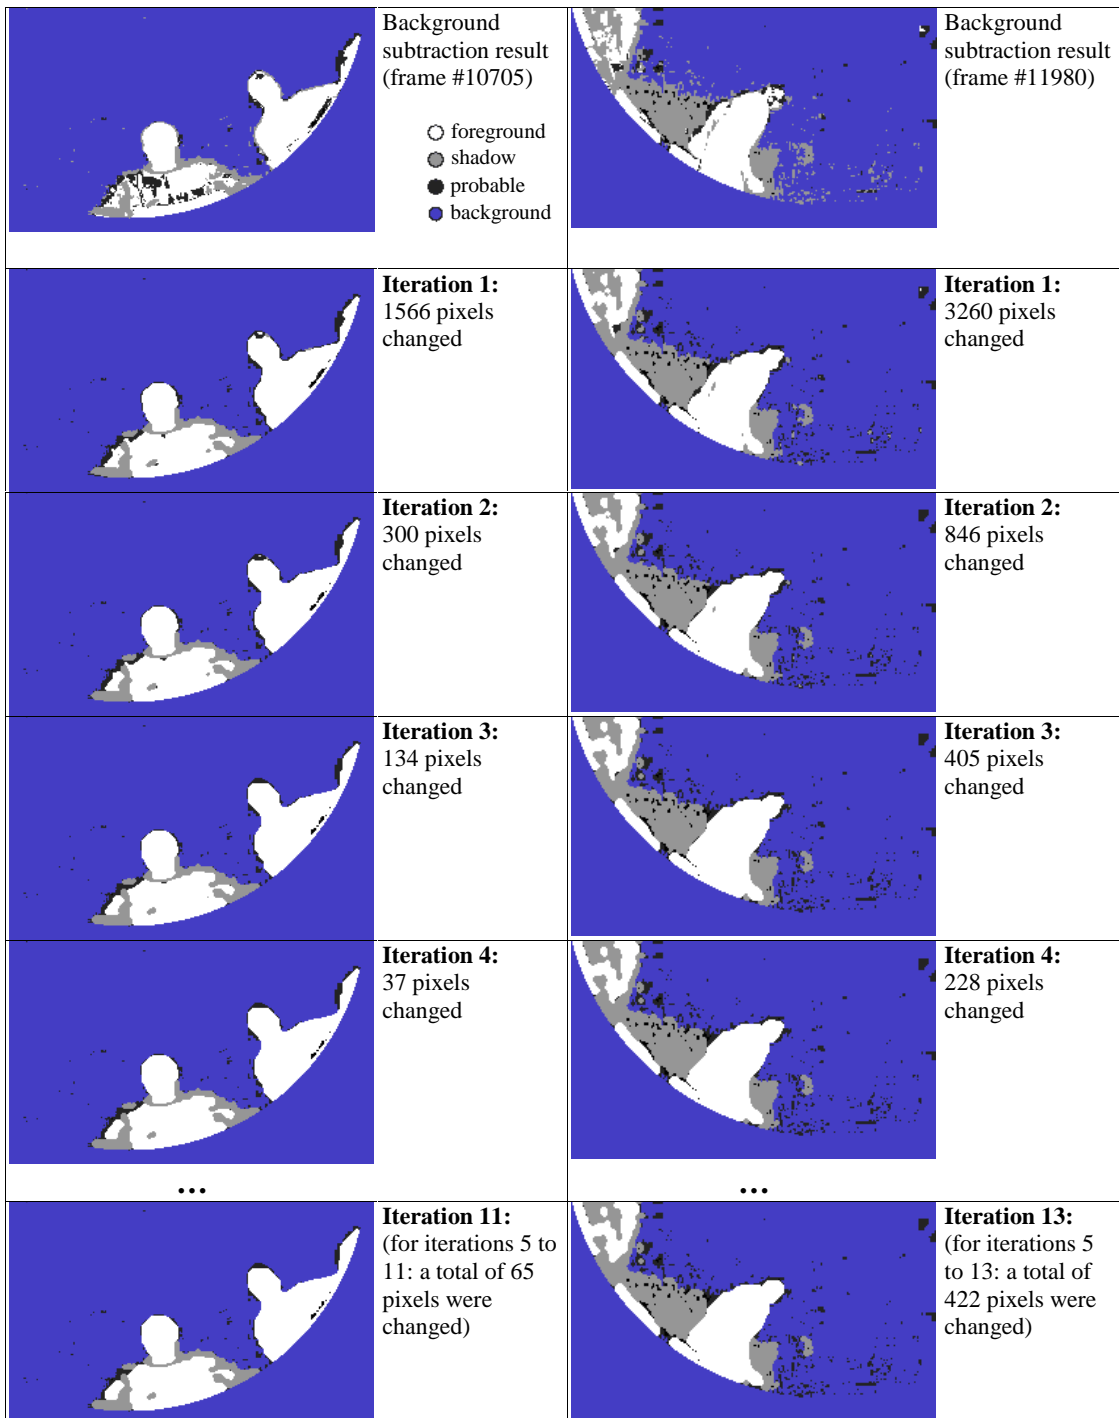 Background
subtraction result
(frame #10705)
foreground
shadow
probable
background
Background
subtraction result
(frame #11980)
Iteration 1:
1566 pixels
changed
Iteration 1:
3260 pixels
changed
Iteration 2:
300 pixels
changed
Iteration 2:
846 pixels
changed
Iteration 3:
134 pixels
changed
Iteration 3:
405 pixels
changed
Iteration 4:
37 pixels
changed
Iteration 4:
228 pixels
changed
...
...
Iteration 11:
(for iterations 5 to
11: a total of 65
pixels were
changed)
Iteration 13:
(for iterations 5
to 13: a total of
422 pixels were
changed)